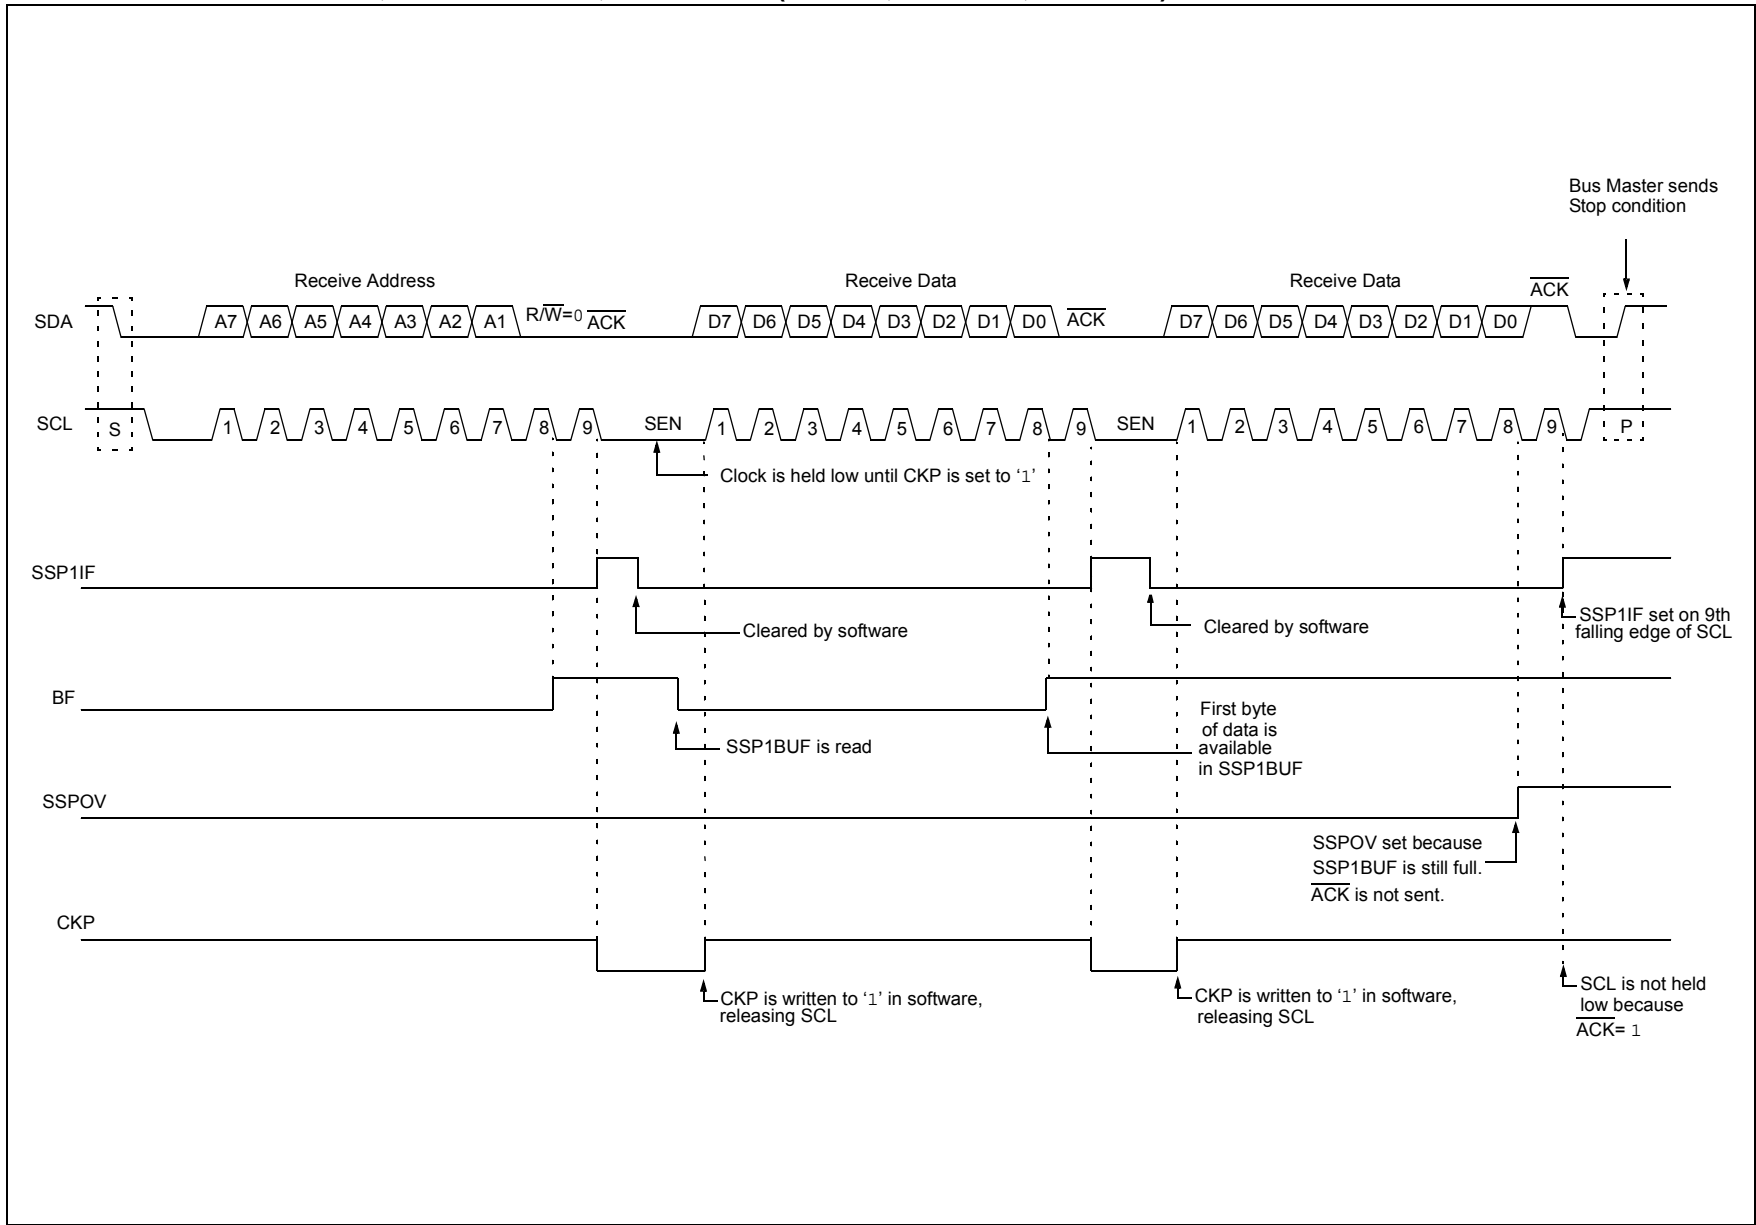 Bus Master sends
Stop condition
Receive Address
Receive Data
Receive Data
ACK
SDA
A7 A6 A5 A4 A3 A2 A1 R/W=0 ACK D7 D6 D5 D4 D3 D2 D1 D0 ACK D7 D6 D5 D4 D3 D2 D1 D0
SCL
S 1 2 3 4 5 6 7 8 9 SEN 1 2 3 4 5 6 7 8 9 SEN 1 2 3 4 5 6 7 8 9 P
Clock is held low until CKP is set to ‘1’
SSP1IF
Cleared by software
Cleared by software
SSP1IF set on 9th
falling edge of SCL
BF
SSP1BUF is read
First byte
of data is
available
in SSP1BUF
SSPOV
SSPOV set because
SSP1BUF is still full.
ACK is not sent.
CKP
CKP is written to ‘1’ in software,
releasing SCL
CKP is written to ‘1’ in software,
releasing SCL
SCL is not held
low because
ACK= 1